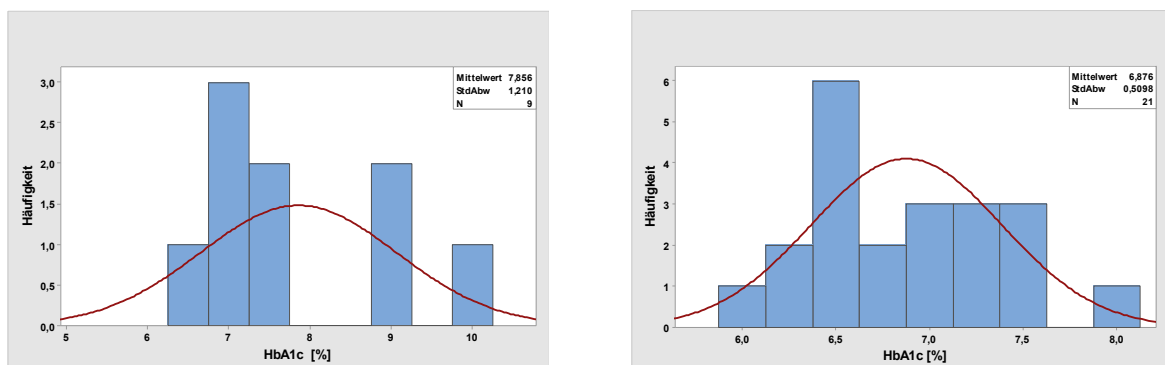 Mittelwert 7,856
StdAbw 1,210
N 9
3,0
2,5
2,0
1,5
1,0
0,5
0,0
Häufigkeit
5 6 7 8 9 10
HbA1c [%]
Mittelwert 6,876
StdAbw 0,5098
N 21
6
5
4
3
2
1
0
Häufigkeit
6,0 6,5 7,0 7,5 8,0
HbA1c [%]